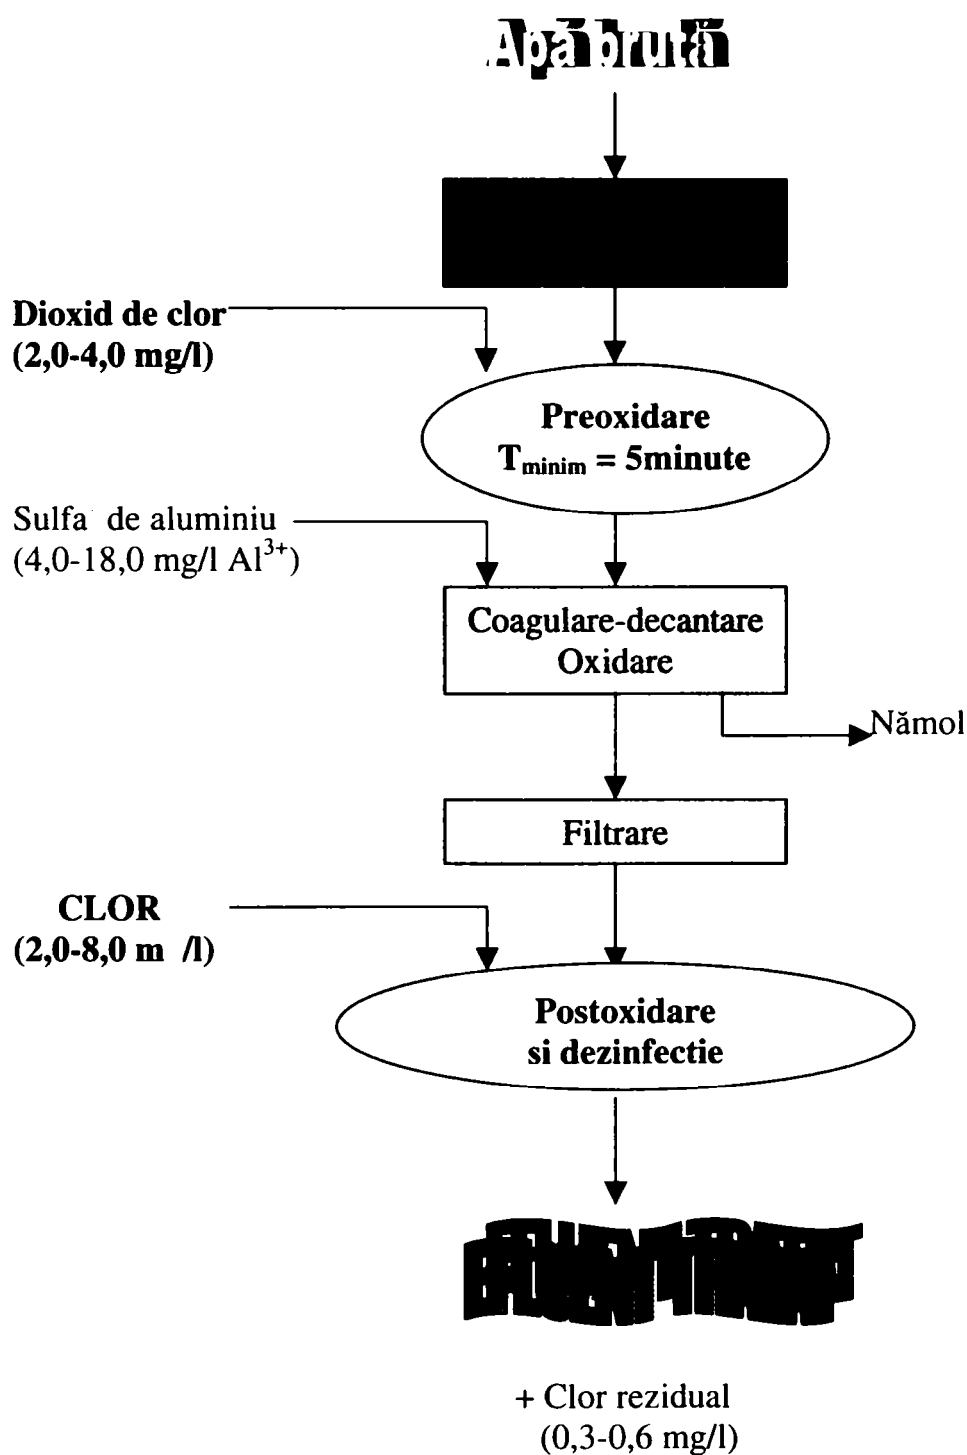 Apă brută
Dioxid de clor
(2,0-4,0 mg/l)
Preoxidare
Tminim = 5minute
Sulfa de aluminiu
(4,0-18,0 mg/l Al³⁺)
Coagulare-decantare
Oxidare
Nămol
Filtrare
CLOR
(2,0-8,0 m /l)
Postoxidare
si dezinfectie
+ Clor rezidual
(0,3-0,6 mg/l)